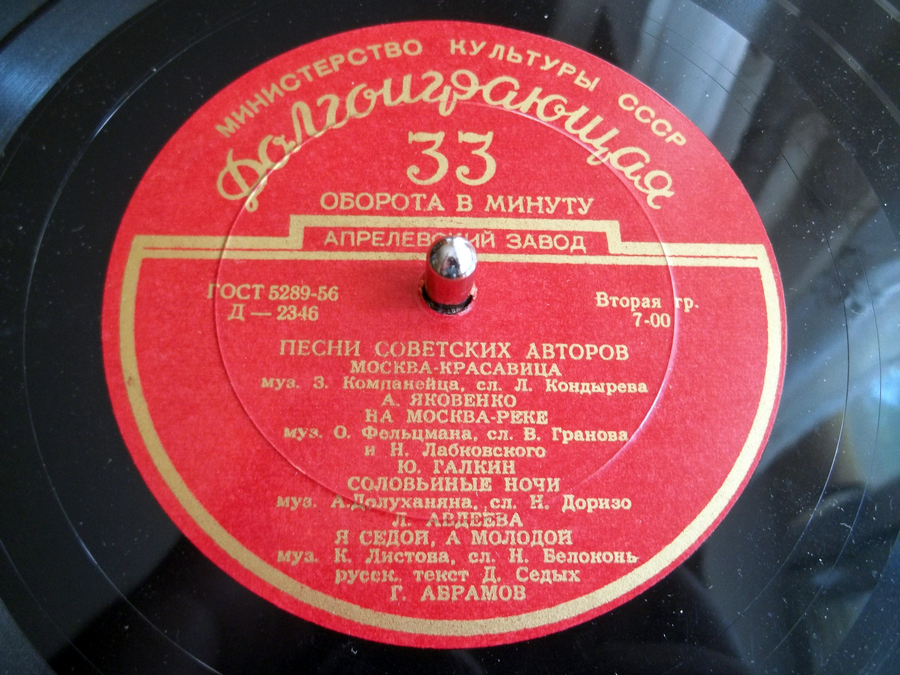 МИНИСТЕРСТВО КУЛЬТУРЫ СССР
Долгоиграющая
33
ОБОРОТА В МИНУТУ
АПРЕЛЕВСКИЙ ЗАВОД
ГОСТ 5289-56
Вторая гр.
Д — 2346
7-00
ПЕСНИ СОВЕТСКИХ АВТОРОВ
МОСКВА-КРАСАВИЦА
муз. З. Компанейца, сл. Л. Кондырева
А. ЯКОВЕНКО
НА МОСКВА-РЕКЕ
муз. О. Фельцмана, сл. В. Гранова
и Н. Лабковского
Ю. ГАЛКИН
СОЛОВЬИНЫЕ НОЧИ
муз. А.Долуханяна, сл. Н. Доризо
Л. АВДЕЕВА
Я СЕДОЙ, А МОЛОДОЙ
муз. К. Листова, сл. Н. Белоконь
русск. текст Д. Седых
Г. АБРАМОВ